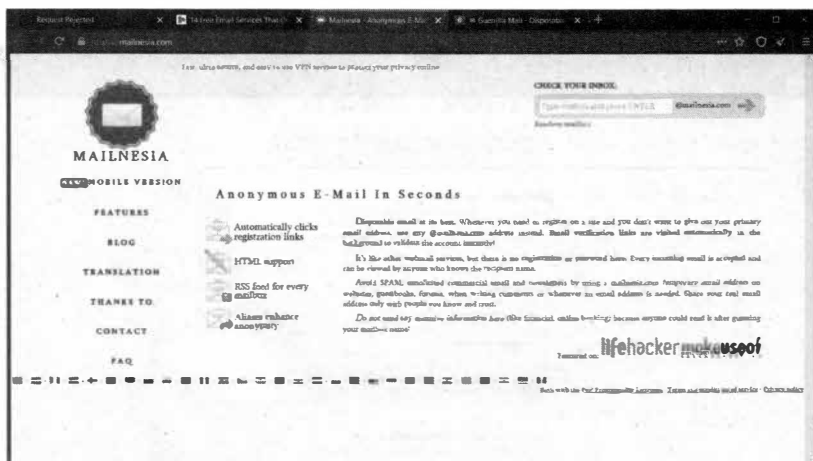 Request Rejected
14 Free Email Services That
Mailnesia - Anonymous E-Mail
Guerrilla Mail - Disposable
mailnesia.com
Fast, ultra secure, and easy to use VPN service to protect your privacy online
CHECK YOUR INBOX:
@mailnesia.com
MAILNESIA
MOBILE VERSION
FEATURES
BLOG
TRANSLATION
THANKS TO
CONTACT
FAQ
Anonymous E-Mail In Seconds
Automatically clicks
registration links
HTML support
RSS feed for every
mailbox
Aliases enhance
anonymity
Disposable email at its best. Whenever you need to register on a site and you don't want to give out your primary
email address, use any @mailnesia.com address instead. Email verification links are visited automatically in the
background to validate the account instantly!
It's like other webmail services, but there is no registration or password here. Every incoming email is accepted and
can be viewed by anyone who knows the recipient name.
Avoid SPAM, unsolicited commercial email and newsletters by using a mailnesia.com temporary email address on
websites, guestbooks, forums, when writing comments or whenever an email address is needed. Share your real email
address only with people you know and trust.
Do not send any sensitive information here (like financial, online banking) because anyone could read it after guessing
your mailbox name!
Featured on: lifehacker makeuseof
Privacy policy